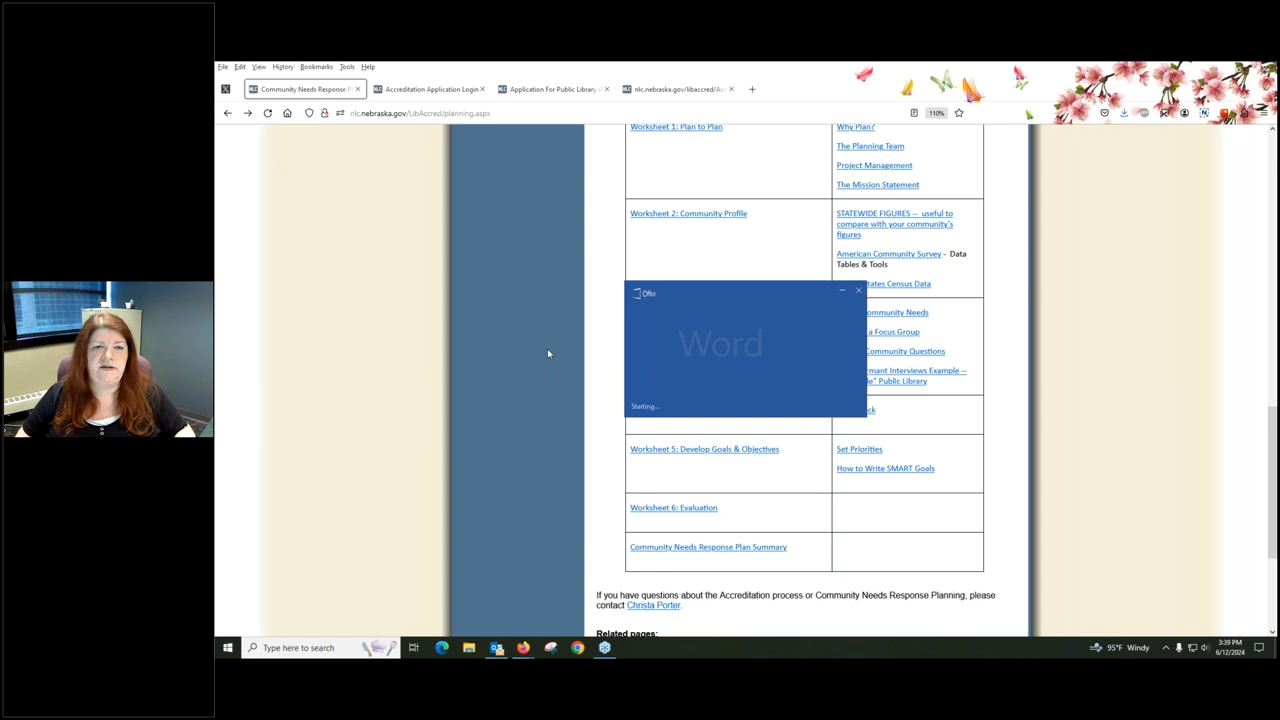 File Edit View History Bookmarks Tools Help
Community Needs Response P
Accreditation Application Login
Application For Public Library A
nlc.nebraska.gov/libaccred/Acc
nlc.nebraska.gov/LibAccred/planning.aspx
110%
Worksheet 1: Plan to Plan
Why Plan?
The Planning Team
Project Management
The Mission Statement
Worksheet 2: Community Profile
STATEWIDE FIGURES -- useful to
compare with your community's
figures
American Community Survey - Data
Tables & Tools
tates Census Data
ommunity Needs
a Focus Group
Community Questions
rmant Interviews Example --
le" Public Library
ck
Word
Starting...
Worksheet 5: Develop Goals & Objectives
Set Priorities
How to Write SMART Goals
Worksheet 6: Evaluation
Community Needs Response Plan Summary
If you have questions about the Accreditation process or Community Needs Response Planning, please
contact Christa Porter.
Related pages:
Type here to search
95°F Windy
3:39 PM
6/12/2024